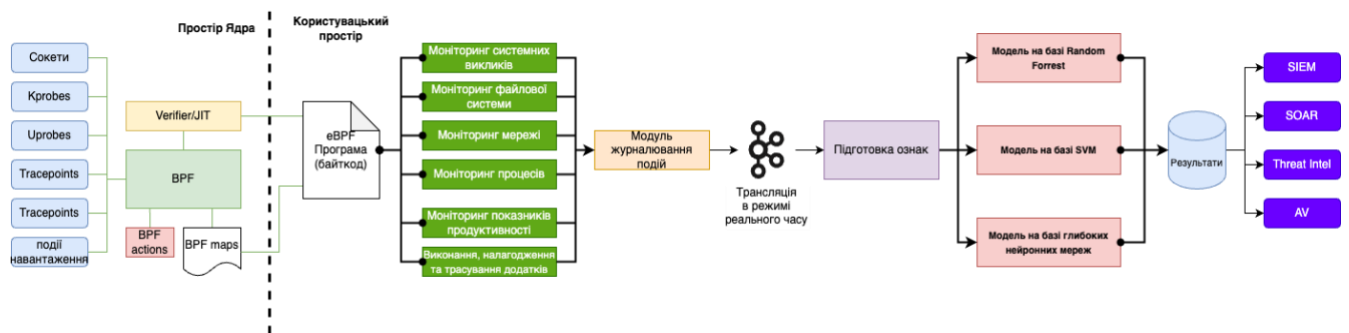 Простір Ядра
Користувацький
простір
Сокети
Kprobes
Uprobes
Tracepoints
Tracepoints
події
навантаження
Verifier/JIT
BPF
BPF
actions
BPF maps
eBPF
Програма
(байткод)
Моніторинг системних
викликів
Моніторинг файлової
системи
Моніторинг мережі
Моніторинг процесів
Моніторинг показників
продуктивності
Виконання, налагодження
та трасування додатків
Модуль
журналювання
подій
Трансляція
в режимі
реального часу
Підготовка ознак
Модель на базі Random
Forrest
Модель на базі SVM
Модель на базі глибоких
нейронних мереж
Результати
SIEM
SOAR
Threat Intel
AV